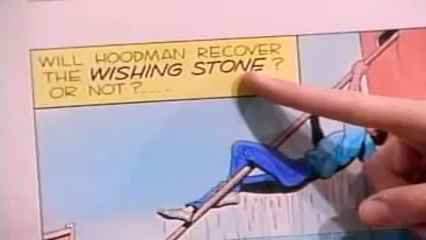 WILL HOODMAN RECOVER
THE WISHING STONE?
OR NOT?....